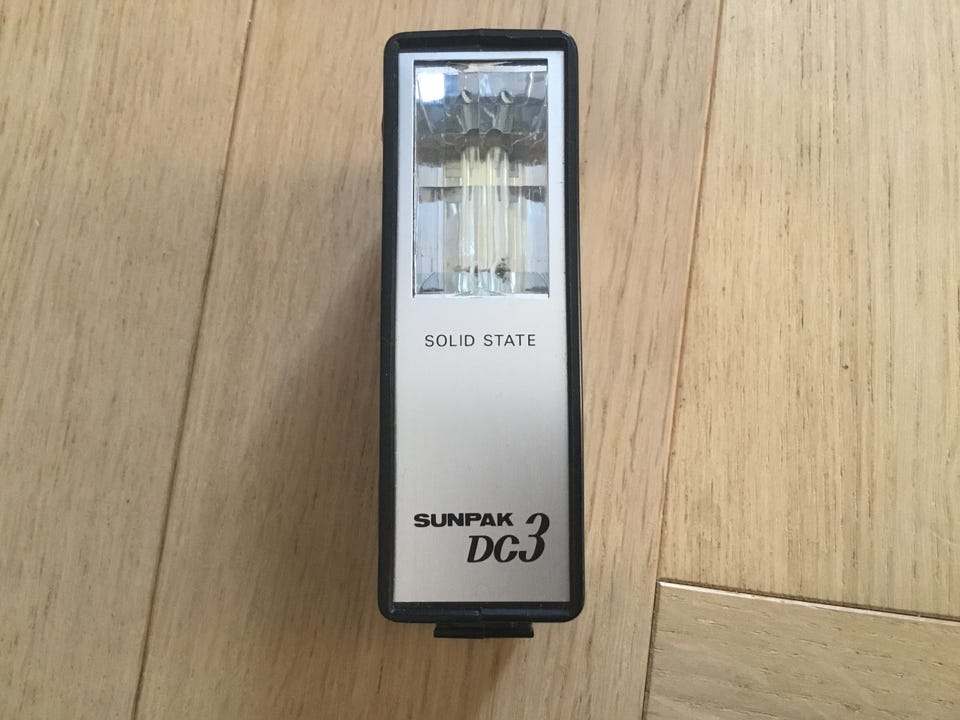 SOLID STATE
SUNPAK
DC3